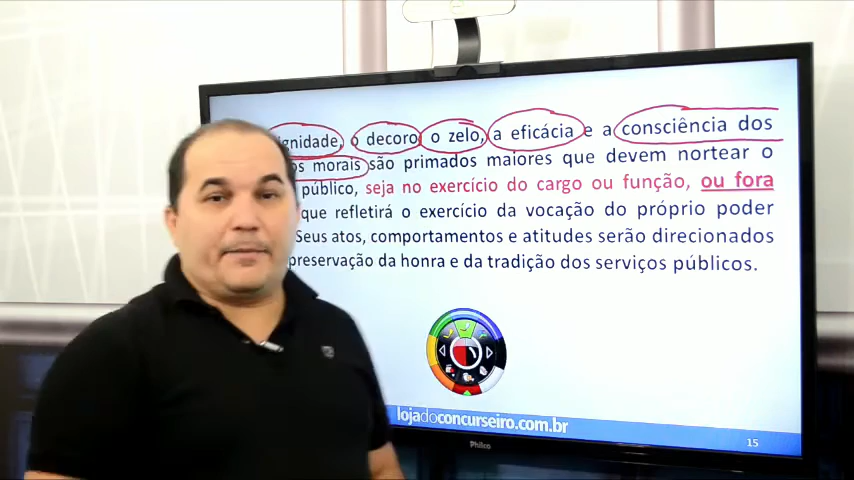 ignidade, o decoro, o zelo, a eficácia e a consciência dos
os morais são primados maiores que devem nortear o
público, seja no exercício do cargo ou função, ou fora
que refletirá o exercício da vocação do próprio poder
Seus atos, comportamentos e atitudes serão direcionados
preservação da honra e da tradição dos serviços públicos.
lojadoconcurseiro.com.br
15
Philco